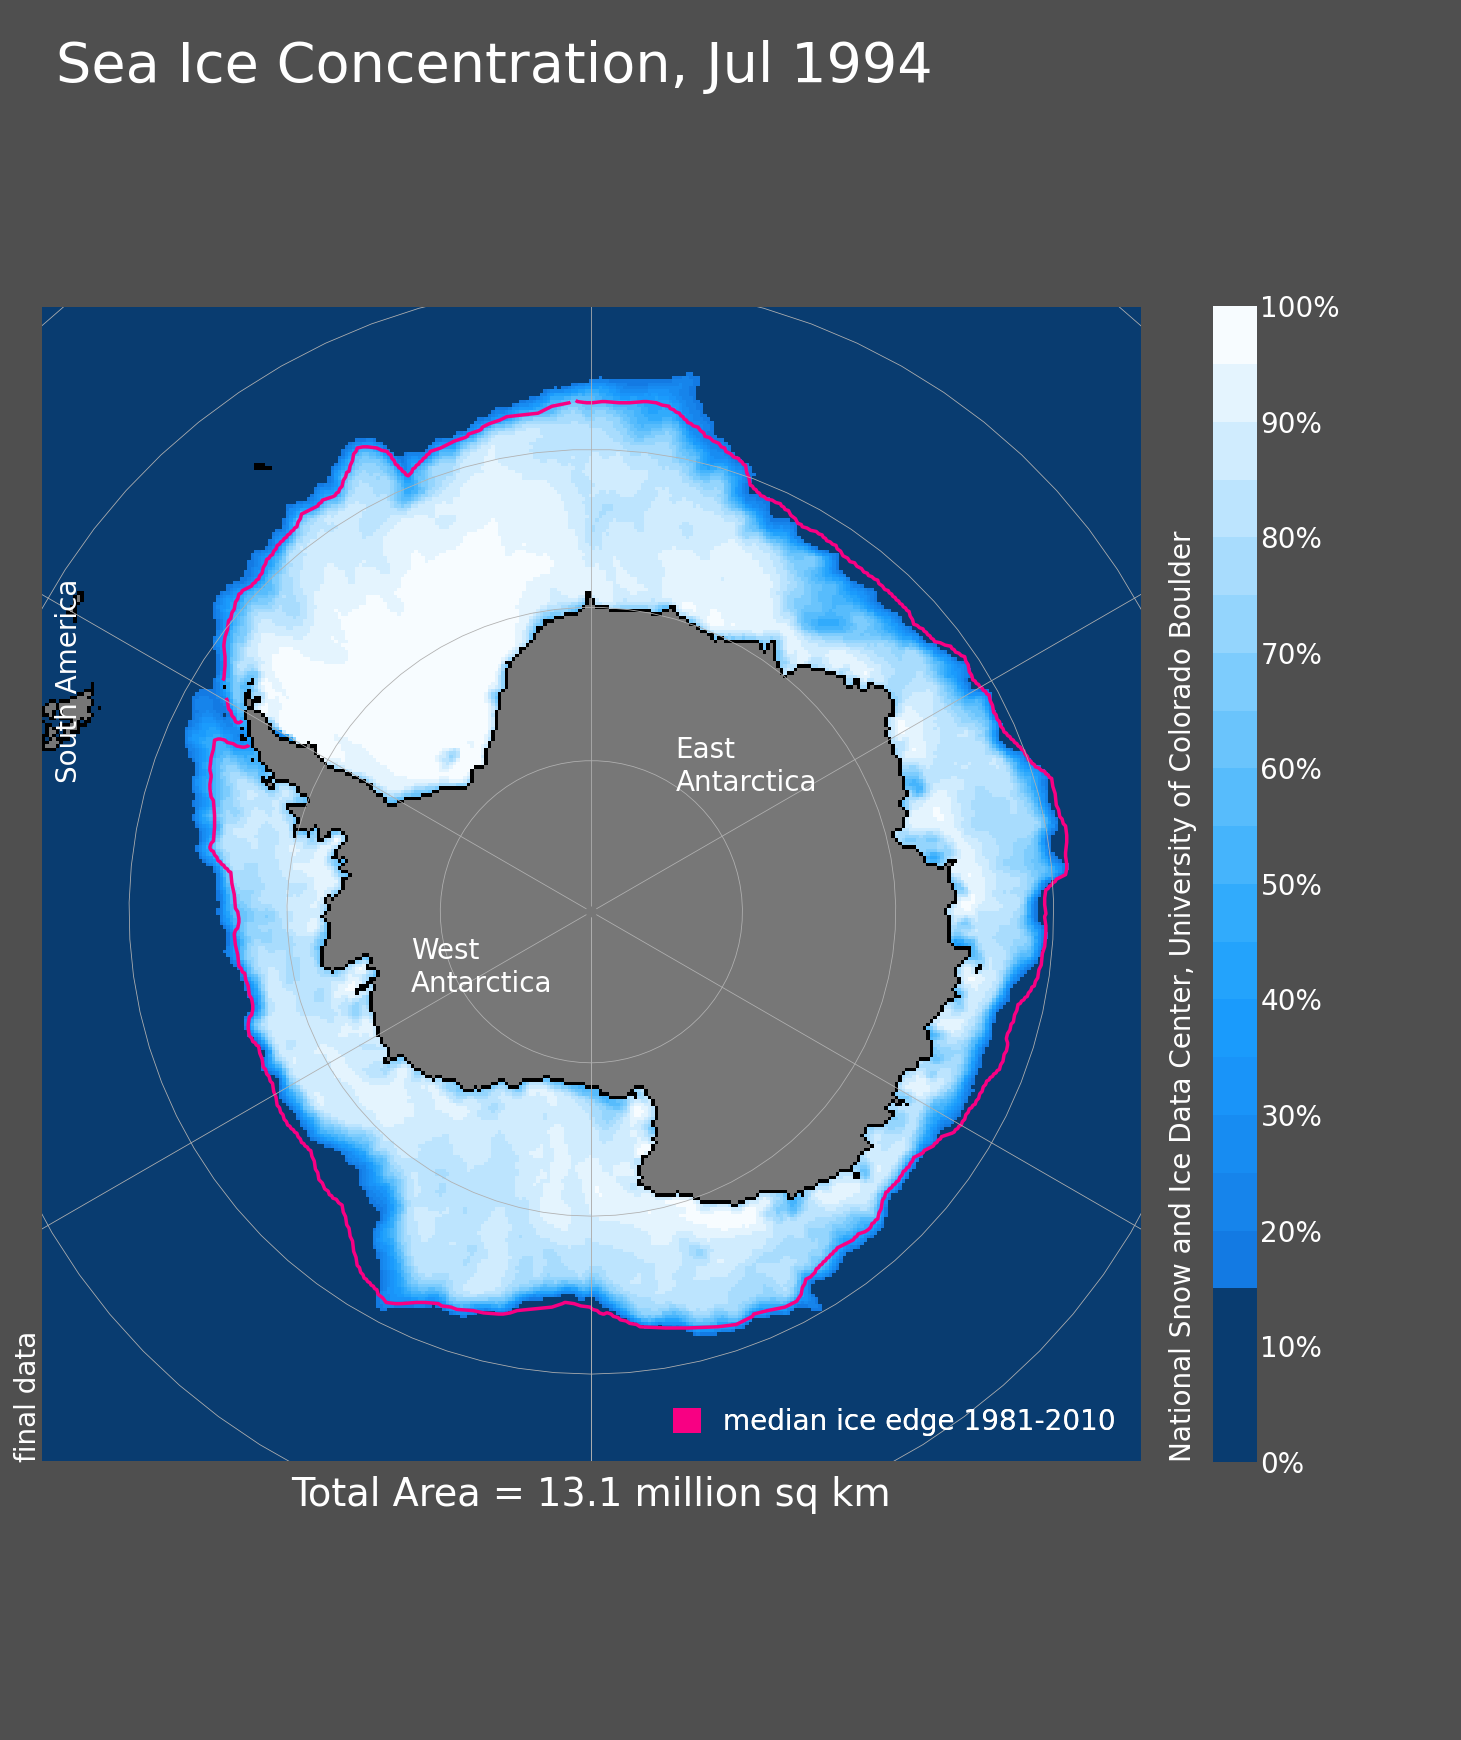 Sea Ice Concentration, Jul 1994
South America
East
Antarctica
West
Antarctica
final data
median ice edge 1981-2010
Total Area = 13.1 million sq km
National Snow and Ice Data Center, University of Colorado Boulder
100%
90%
80%
70%
60%
50%
40%
30%
20%
10%
0%